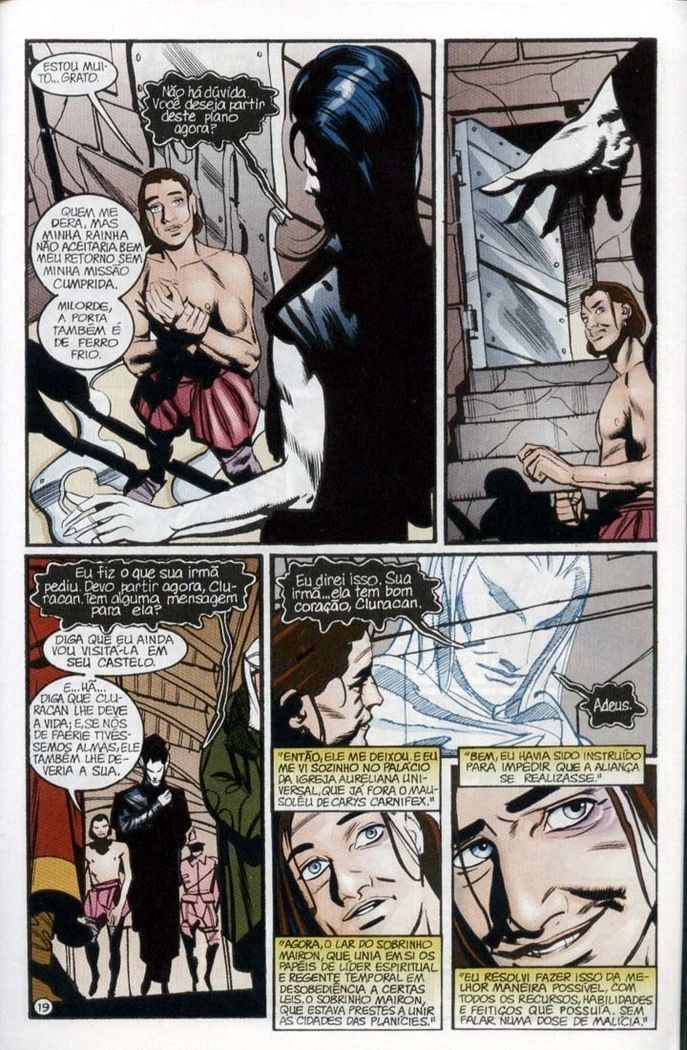 ESTOU MUI-
TO... GRATO.
Não há dúvida.
Você deseja partir
deste plano
agora?
QUEM ME
DERA, MAS
MINHA RAINHA
NÃO ACEITARIA BEM
MEU RETORNO SEM
MINHA MISSÃO
CUMPRIDA.
MILORDE,
A PORTA
TAMBÉM É
DE FERRO
FRIO.
Eu fiz o que sua irmã
pediu. Devo partir agora, Clu-
racan. Tem alguma mensagem
para ela?
DIGA QUE EU AINDA
VOU VISITÁ-LA EM
SEU CASTELO.
E... HÃ...
DIGA QUE CLU-
RACAN LHE DEVE
A VIDA; E, SE NÓS
DE FAERIE TIVÉS-
SEMOS ALMAS, ELE
TAMBÉM LHE DE-
VERIA A SUA.
Eu direi isso. Sua
irmã... ela tem bom
coração, Cluracan.
Adeus.
"ENTÃO, ELE ME DEIXOU. E EU
ME VI SOZINHO NO PALÁCIO
DA IGREJA AURELIANA UNI-
VERSAL, QUE JÁ FORA O MAU-
SOLÉU DE CARYS CARNIFEX."
"AGORA, O LAR DO SOBRINHO
MAIRON, QUE UNIA EM SI OS
PAPÉIS DE LÍDER ESPIRITUAL
E REGENTE TEMPORAL EM
DESOBEDIÊNCIA A CERTAS
LEIS. O SOBRINHO MAIRON,
QUE ESTAVA PRESTES A UNIR
AS CIDADES DAS PLANÍCIES."
"BEM, EU HAVIA SIDO INSTRUÍDO
PARA IMPEDIR QUE A ALIANÇA
SE REALIZASSE."
"EU RESOLVI FAZER ISSO DA ME-
LHOR MANEIRA POSSÍVEL, COM
TODOS OS RECURSOS, HABILIDADES
E FEITIÇOS QUE POSSUÍA. SEM
FALAR NUMA DOSE DE MALÍCIA."
19